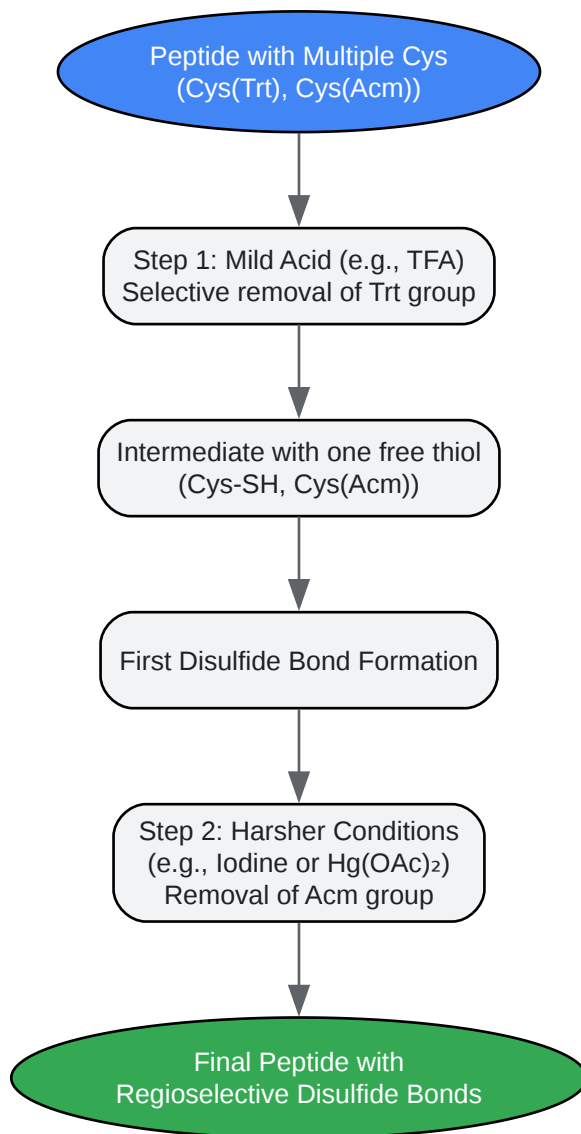 Peptide with Multiple Cys
(Cys(Trt), Cys(Acm))
Step 1: Mild Acid (e.g., TFA)
Selective removal of Trt group
Intermediate with one free thiol
(Cys-SH, Cys(Acm))
First Disulfide Bond Formation
Step 2: Harsher Conditions
(e.g., Iodine or Hg(OAc)₂)
Removal of Acm group
Final Peptide with
Regioselective Disulfide Bonds